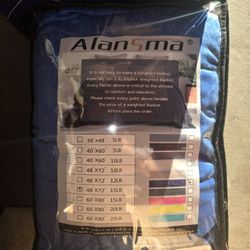 Alansma
It is not easy to make a weighted blanket,
especially not a ALANSMA Weighted Blanket.
Every factor above is critical to the ultimate
in comfort and relaxation.
Please check every point above besides
the price of a weighted blanket
before place the order.
36 X48" 5LB
40 X60" 7LB
40 X60" 10LB
48 X72" 10LB
48 X72" 12LB
48 X72" 15LB
60 X80" 15LB
60 X80" 20LB
60 X80" 25LB